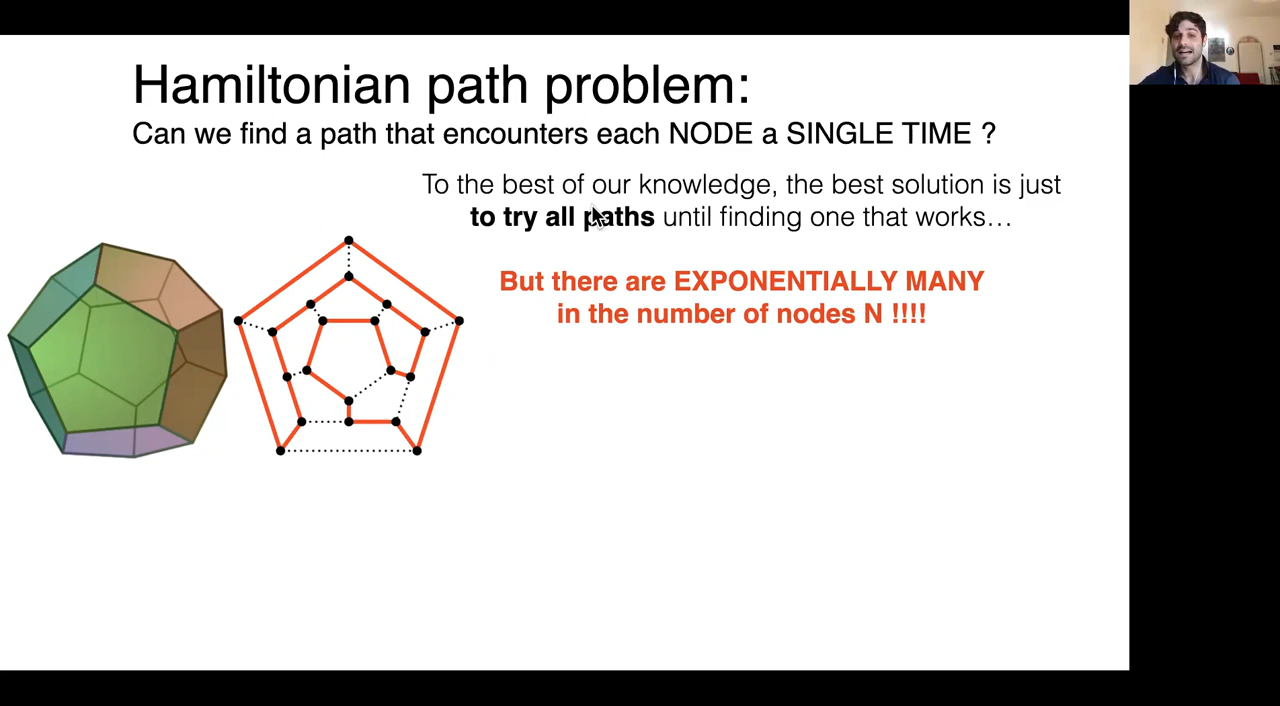 Hamiltonian path problem:
Can we find a path that encounters each NODE a SINGLE TIME ?
To the best of our knowledge, the best solution is just
to try all paths until finding one that works…
But there are EXPONENTIALLY MANY
in the number of nodes N !!!!